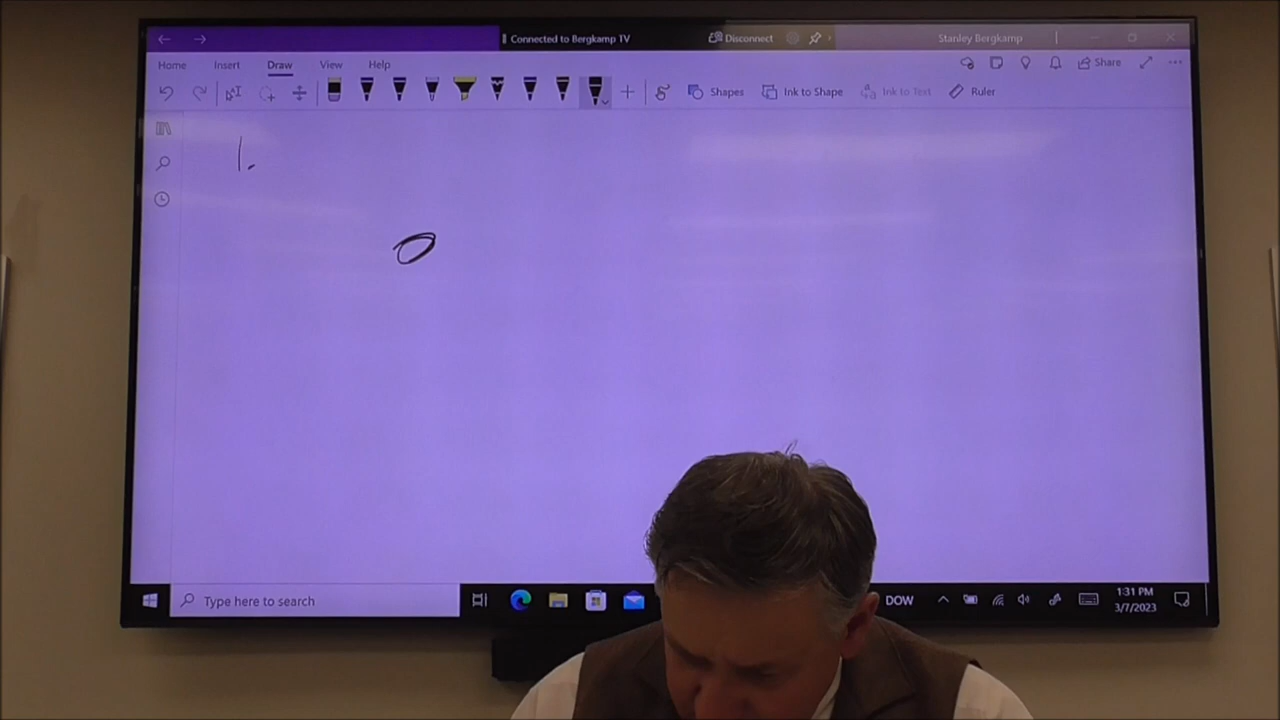 Connected to Bergkamp TV
Disconnect
Stanley Bergkamp
Home Insert Draw View Help
Share
Shapes
Ink to Shape
Ink to Text
Ruler
1.
O
Type here to search
DOW
1:31 PM
3/7/2023